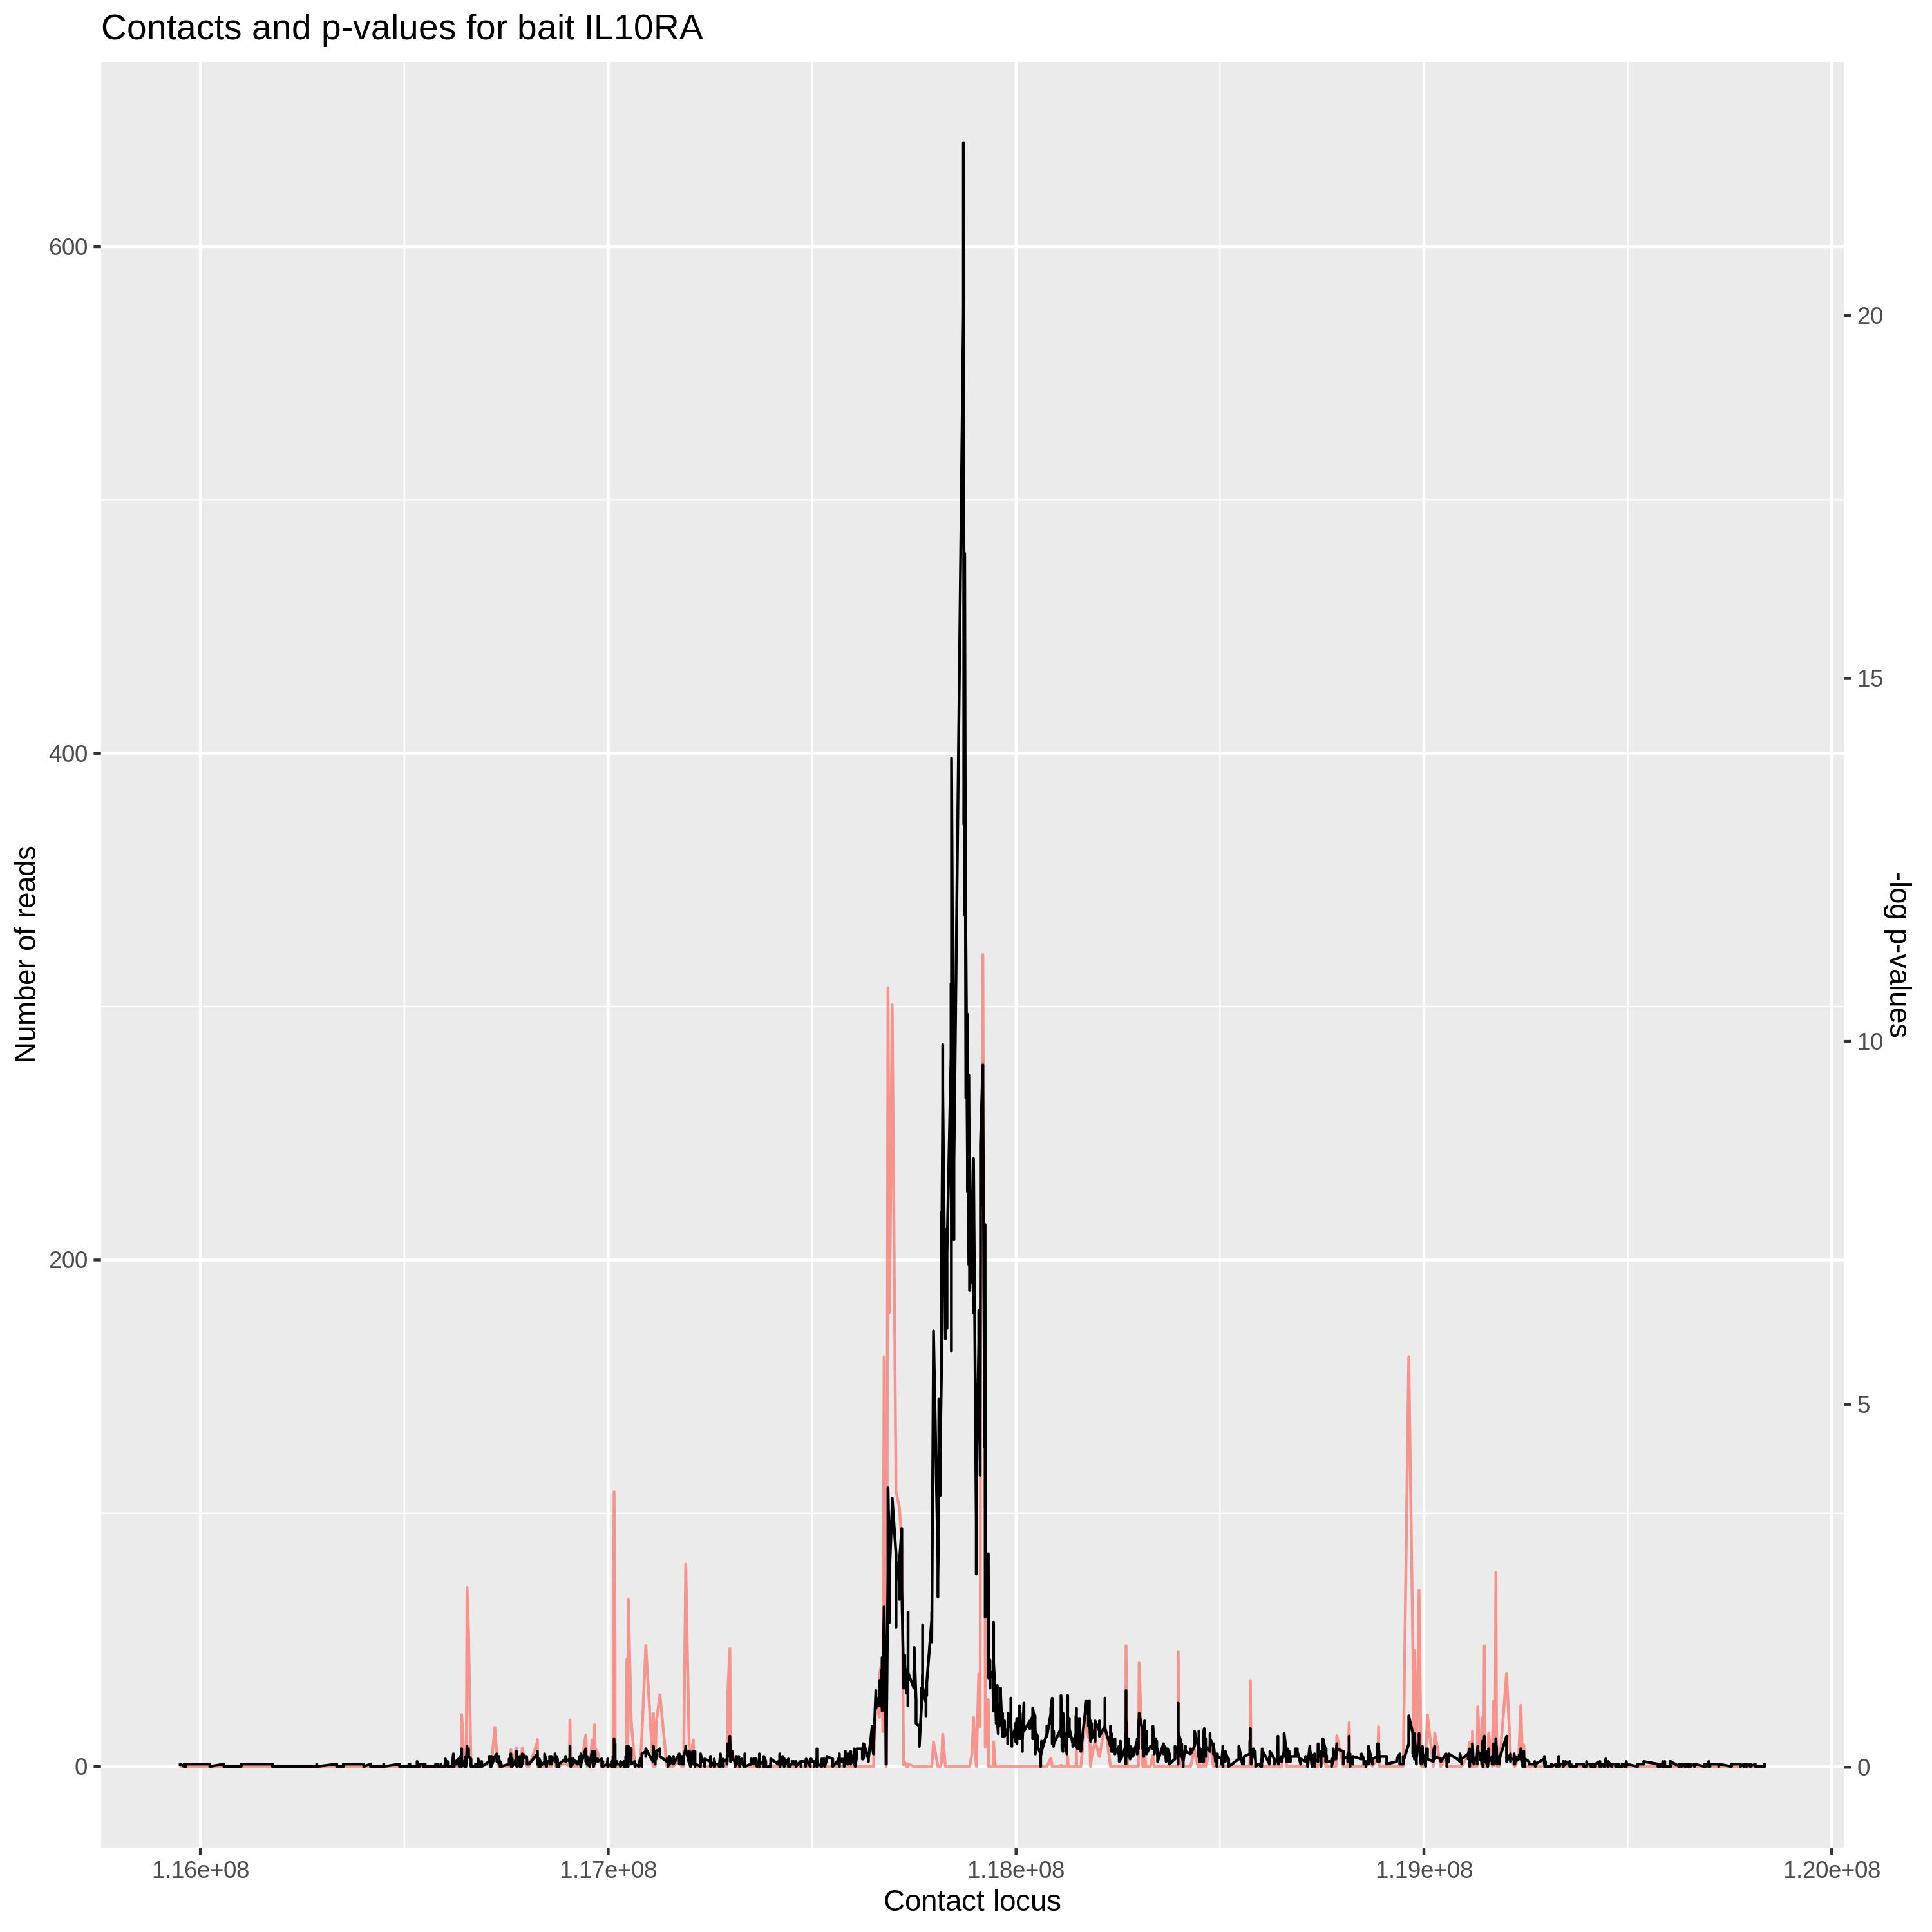 Contacts and p-values for bait IL10RA
600
400
200
0
Number of reads
20
15
10
5
0
-log p-values
1.16e+08
1.17e+08
1.18e+08
1.19e+08
1.20e+08
Contact locus